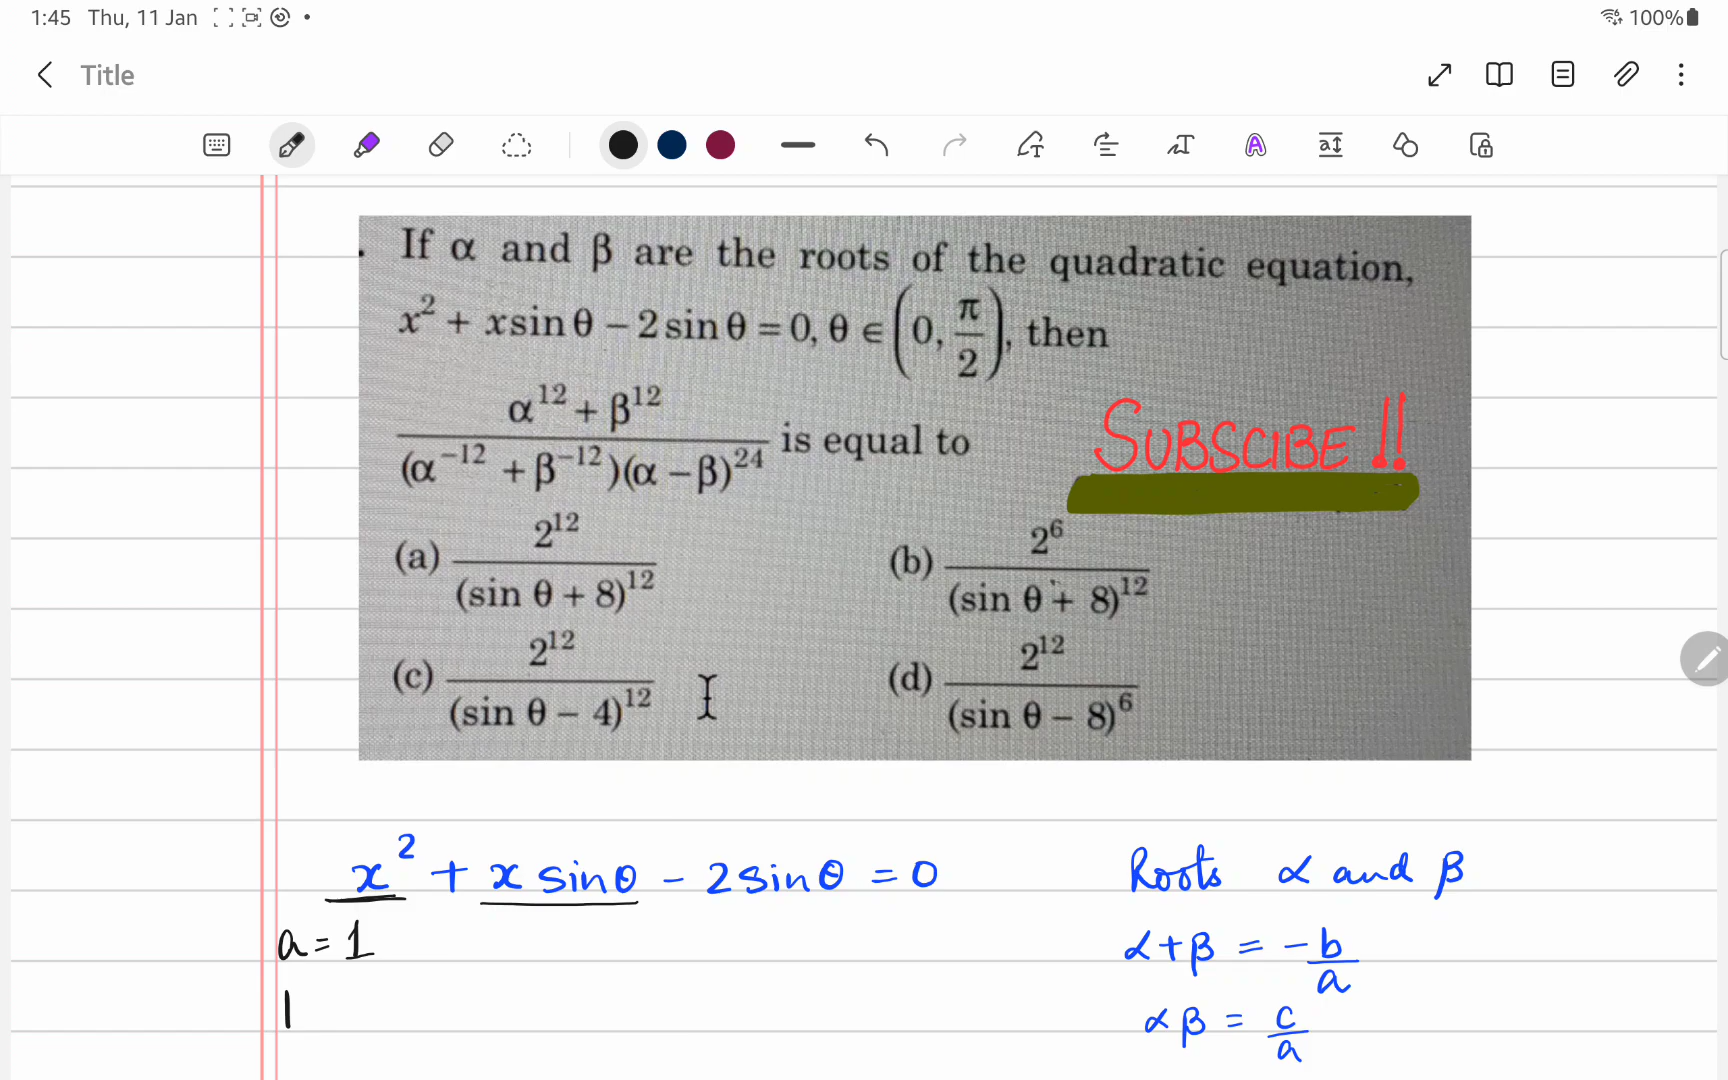 1:45 Thu, 11 Jan
100%
Title
If α and β are the roots of the quadratic equation,
x² + x sin θ – 2 sin θ = 0, θ ∈ (0, π/2), then
(α¹² + β¹²) / ((α⁻¹² + β⁻¹²)(α – β)²⁴) is equal to
SUBSCIBE !!
(a) 2¹² / (sin θ + 8)¹² (b) 2⁶ / (sin θ + 8)¹²
(c) 2¹² / (sin θ – 4)¹² (d) 2¹² / (sin θ – 8)⁶
x² + x sinθ – 2 sinθ = 0 Roots α and β
a = 1 α+β = -b/a
αβ = c/a